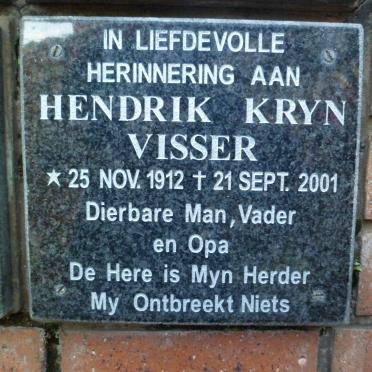 IN LIEFDEVOLLE
HERINNERING AAN
HENDRIK KRYN
VISSER
★ 25 NOV. 1912 † 21 SEPT. 2001
Dierbare Man, Vader
en Opa
De Here is Myn Herder
My Ontbreekt Niets